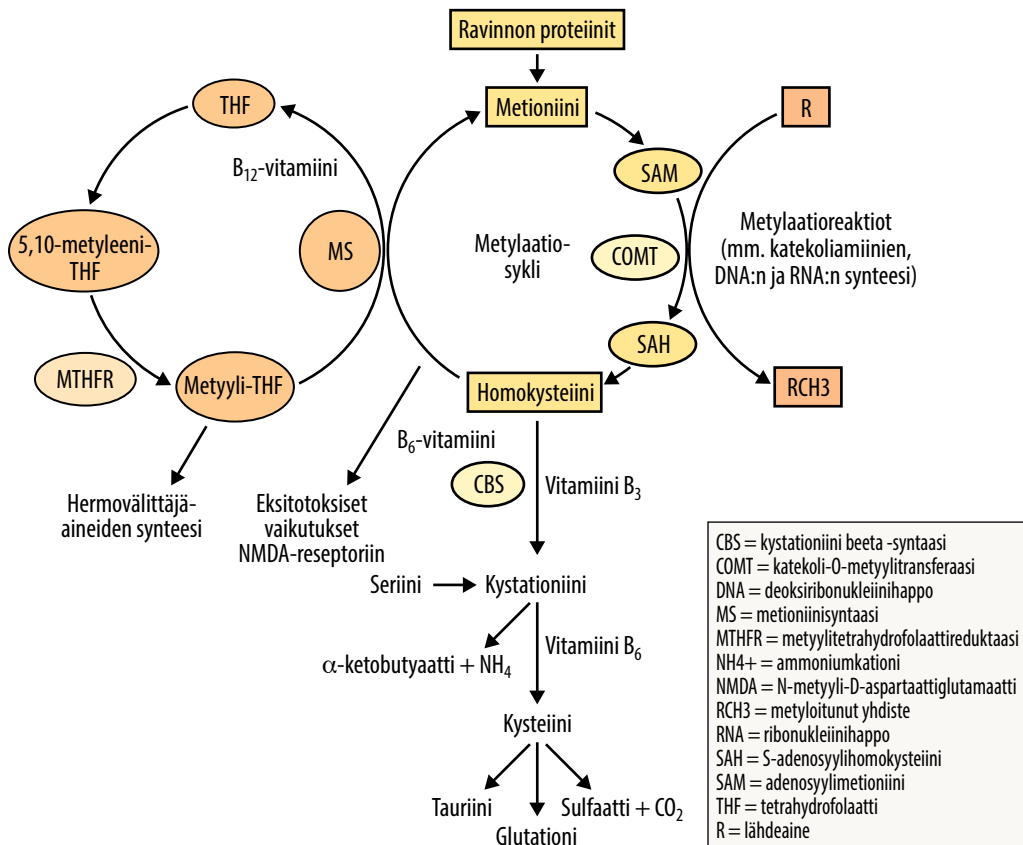 Ravinnon proteiinit
Metioniini
THF
R
B₁₂-vitamiini
SAM
5,10-metyleeni-
THF
MS
Metylaatio-
sykli
COMT
Metylaatioreaktiot
(mm. katekoliamiinien,
DNA:n ja RNA:n synteesi)
SAH
MTHFR
Metyyli-THF
Homokysteiini
RCH3
B₆-vitamiini
CBS
Vitamiini B₃
Hermovälittäjä-
aineiden synteesi
Eksitotoksiset
vaikutukset
NMDA-reseptoriin
Seriini
Kystationiini
α-ketobutyaatti + NH₄
Vitamiini B₆
Kysteiini
Tauriini
Glutationi
Sulfaatti + CO₂
CBS = kystationiini beeta -syntaasi
COMT = katekoli-O-metyylitransferaasi
DNA = deoksiribonukleiinihappo
MS = metioniinisyntaasi
MTHFR = metyylitetrahydrofolaattireduktaasi
NH4+ = ammoniumkationi
NMDA = N-metyyli-D-aspartaattiglutamaatti
RCH3 = metyloitunut yhdiste
RNA = ribonukleiinihappo
SAH = S-adenosyylihomokysteiini
SAM = adenosyylimetioniini
THF = tetrahydrofolaatti
R = lähdeaine